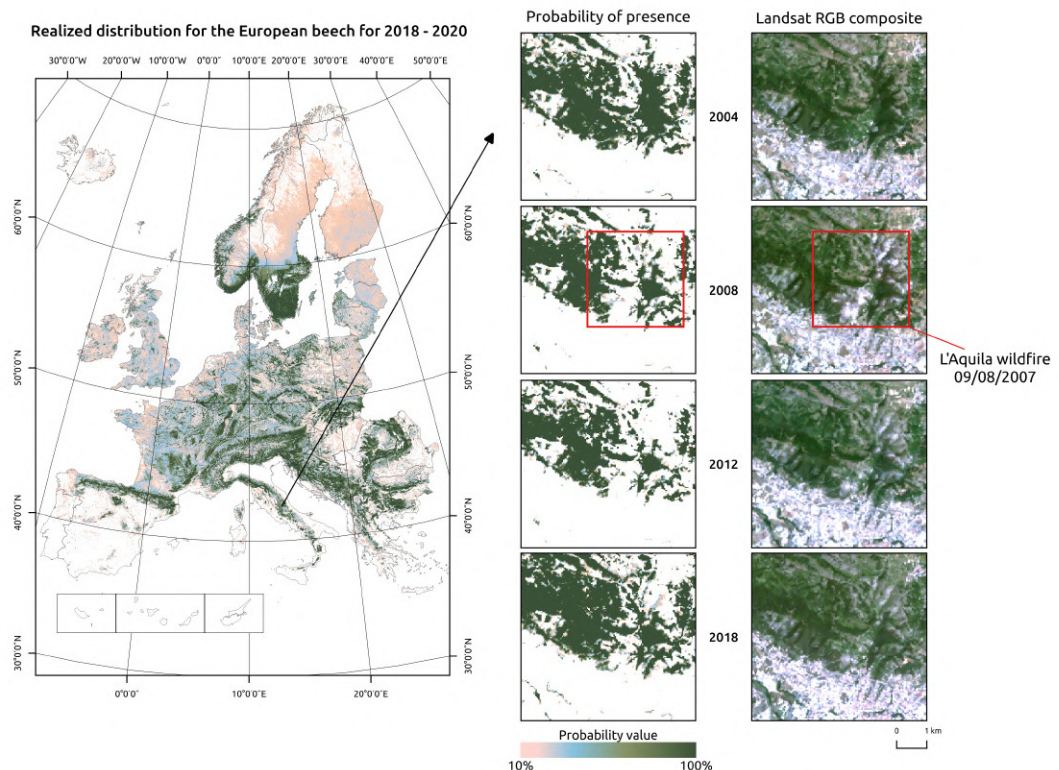 Realized distribution for the European beech for 2018 - 2020
30°0'0"W 20°0'0"W 10°0'0"W 0°0'0" 10°0'0"E 20°0'0"E 30°0'0"E 40°0'0"E 50°0'0"E
60°0'0"N 60°0'0"N
50°0'0"N 50°0'0"N
40°0'0"N 40°0'0"N
30°0'0"N 30°0'0"N
0°0'0" 10°0'0"E 20°0'0"E
Probability of presence
Landsat RGB composite
2004
2008
L'Aquila wildfire
09/08/2007
2012
2018
Probability value
10% 100%
0 1 km